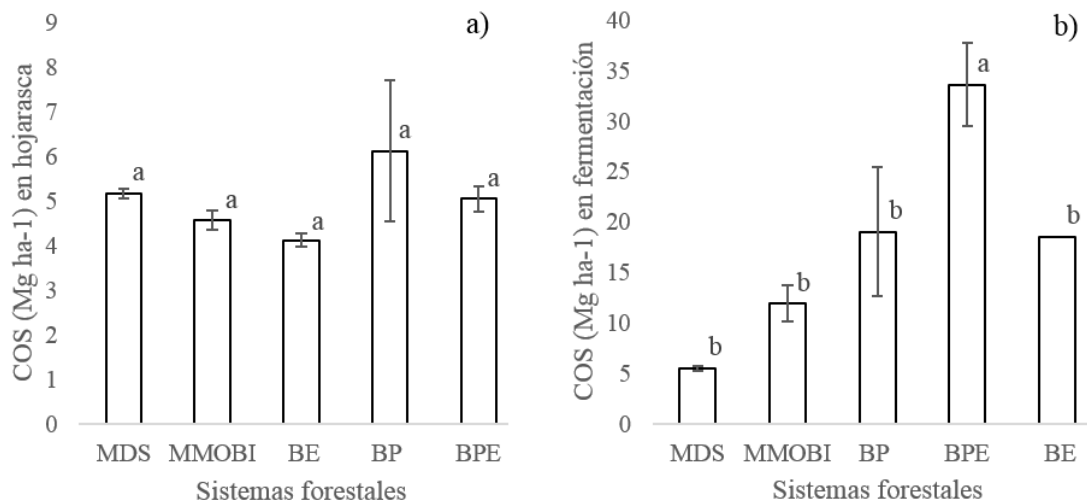 a)
COS (Mg ha-1) en hojarasca
9
8
7
6
5
4
3
2
1
0
a
a
a
a
a
MDS MMOBI BE BP BPE
Sistemas forestales
b)
COS (Mg ha-1) en fermentación
40
35
30
25
20
15
10
5
0
b
b
b
a
b
MDS MMOBI BP BPE BE
Sistemas forestales